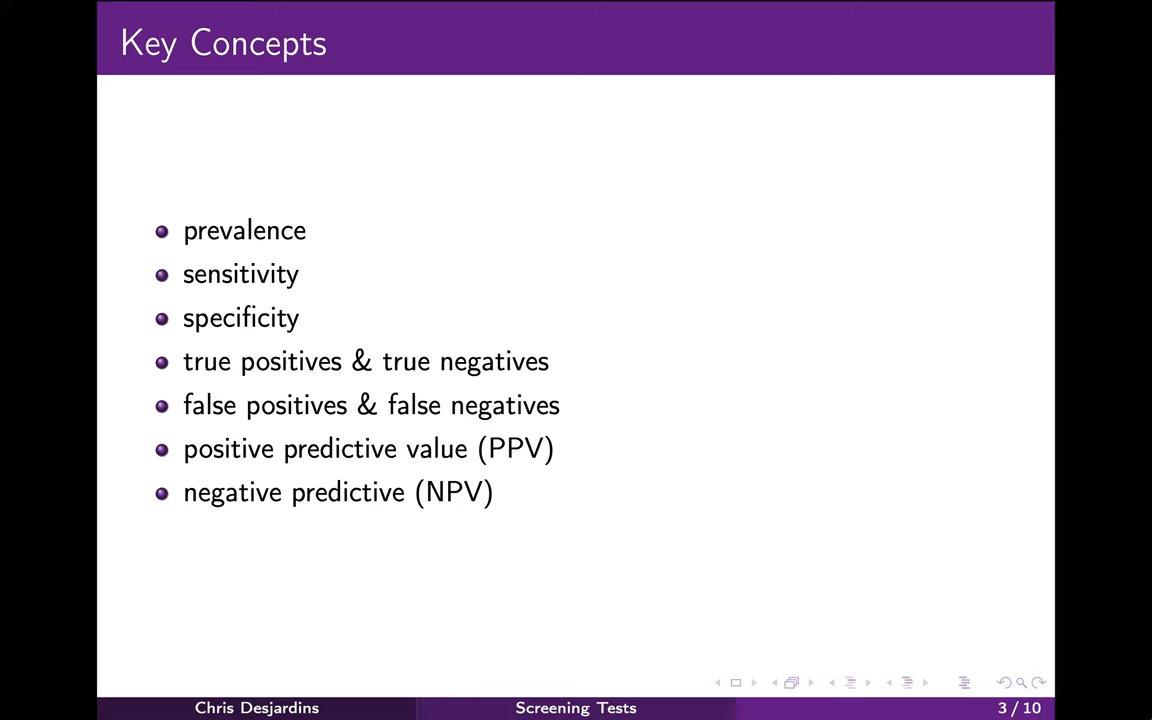 Key Concepts
prevalence
sensitivity
specificity
true positives & true negatives
false positives & false negatives
positive predictive value (PPV)
negative predictive (NPV)
Chris Desjardins Screening Tests 3 / 10